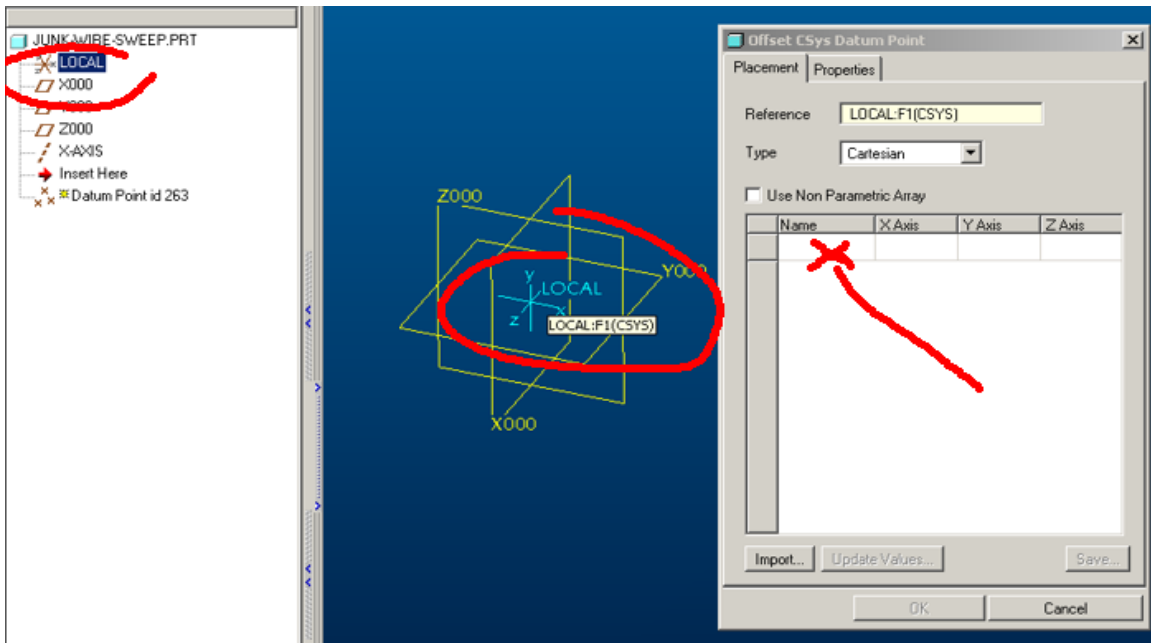 JUNK-WIRE-SWEEP.PRT
LOCAL
X000
Y000
Z000
X-AXIS
Insert Here
Datum Point id 263
Z000
Y000
y
LOCAL
x
z
LOCAL:F1(CSYS)
X000
Offset CSys Datum Point
Placement
Properties
Reference
LOCAL:F1(CSYS)
Type
Cartesian
Use Non Parametric Array
Name X Axis Y Axis Z Axis
Import... Update Values... Save...
OK Cancel